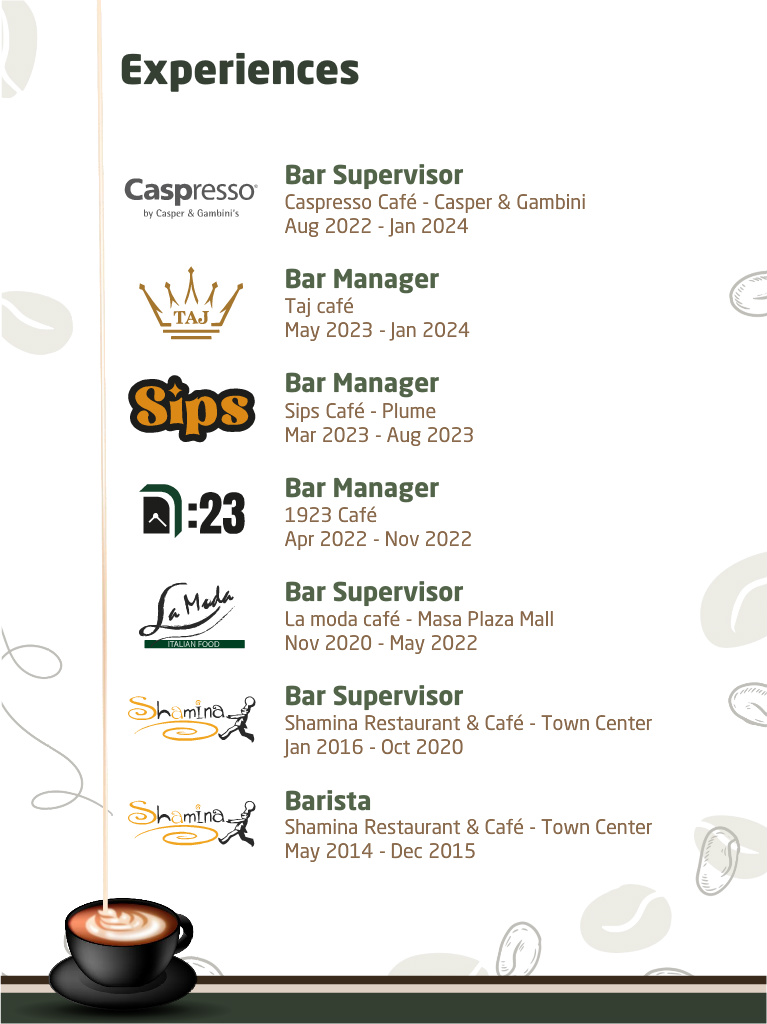 Experiences
Caspresso®
by Casper & Gambini's
Bar Supervisor
Caspresso Café - Casper & Gambini
Aug 2022 - Jan 2024
TAJ
Bar Manager
Taj café
May 2023 - Jan 2024
Sips
Bar Manager
Sips Café - Plume
Mar 2023 - Aug 2023
:23
Bar Manager
1923 Café
Apr 2022 - Nov 2022
La Moda
ITALIAN FOOD
Bar Supervisor
La moda café - Masa Plaza Mall
Nov 2020 - May 2022
Shamina
Bar Supervisor
Shamina Restaurant & Café - Town Center
Jan 2016 - Oct 2020
Shamina
Barista
Shamina Restaurant & Café - Town Center
May 2014 - Dec 2015